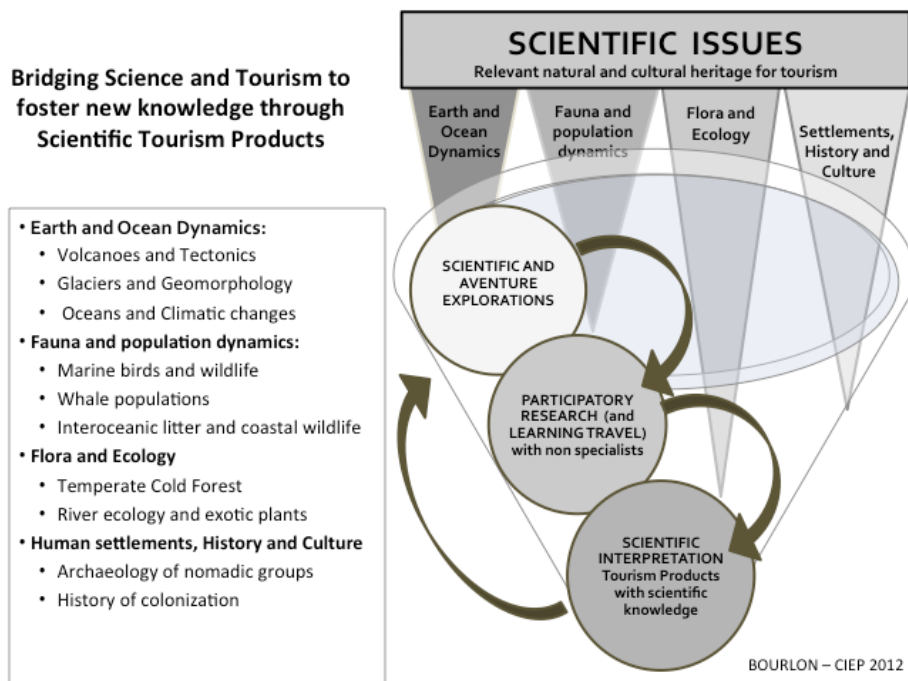 Bridging Science and Tourism to
foster new knowledge through
Scientific Tourism Products
• Earth and Ocean Dynamics:
• Volcanoes and Tectonics
• Glaciers and Geomorphology
• Oceans and Climatic changes
• Fauna and population dynamics:
• Marine birds and wildlife
• Whale populations
• Interoceanic litter and coastal wildlife
• Flora and Ecology
• Temperate Cold Forest
• River ecology and exotic plants
• Human settlements, History and Culture
• Archaeology of nomadic groups
• History of colonization
SCIENTIFIC ISSUES
Relevant natural and cultural heritage for tourism
Earth and
Ocean
Dynamics
Fauna and
population
dynamics
Flora and
Ecology
Settlements,
History and
Culture
SCIENTIFIC AND
AVENTURE
EXPLORATIONS
PARTICIPATORY
RESEARCH (and
LEARNING TRAVEL)
with non specialists
SCIENTIFIC
INTERPRETATION
Tourism Products
with scientific
knowledge
BOURLON – CIEP 2012